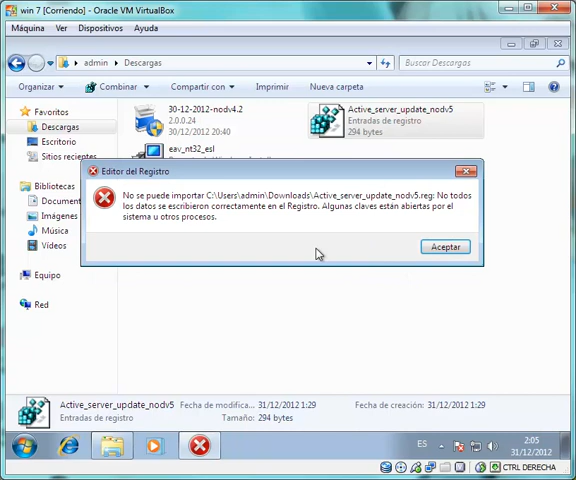 win 7 [Corriendo] - Oracle VM VirtualBox
Máquina Ver Dispositivos Ayuda
admin Descargas
Buscar Descargas
Organizar Combinar Compartir con Imprimir Nueva carpeta
Favoritos
Descargas
Escritorio
Sitios recientes
Bibliotecas
Imágenes
Música
Vídeos
Equipo
Red
30-12-2012-nodv4.2
2.0.0.24
30/12/2012 20:40
Active_server_update_nodv5
Entradas de registro
294 bytes
eav_nt32_esl
Editor del Registro
No se puede importar C:\Users\admin\Downloads\Active_server_update_nodv5.reg: No todos
los datos se escribieron correctamente en el Registro. Algunas claves están abiertas por el
sistema u otros procesos.
Aceptar
Active_server_update_nodv5 Fecha de modifica... 31/12/2012 1:29 Fecha de creación: 31/12/2012 1:29
Entradas de registro Tamaño: 294 bytes
ES
2:05
31/12/2012
CTRL DERECHA